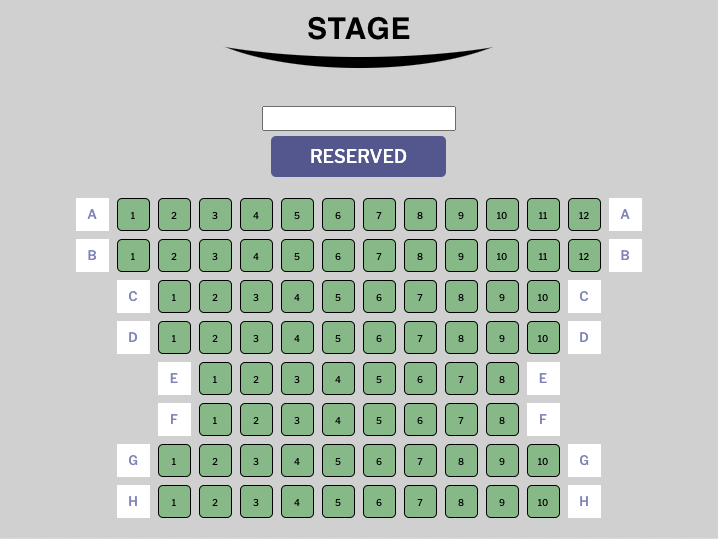 STAGE
RESERVED
A 1 2 3 4 5 6 7 8 9 10 11 12 A
B 1 2 3 4 5 6 7 8 9 10 11 12 B
C 1 2 3 4 5 6 7 8 9 10 C
D 1 2 3 4 5 6 7 8 9 10 D
E 1 2 3 4 5 6 7 8 E
F 1 2 3 4 5 6 7 8 F
G 1 2 3 4 5 6 7 8 9 10 G
H 1 2 3 4 5 6 7 8 9 10 H